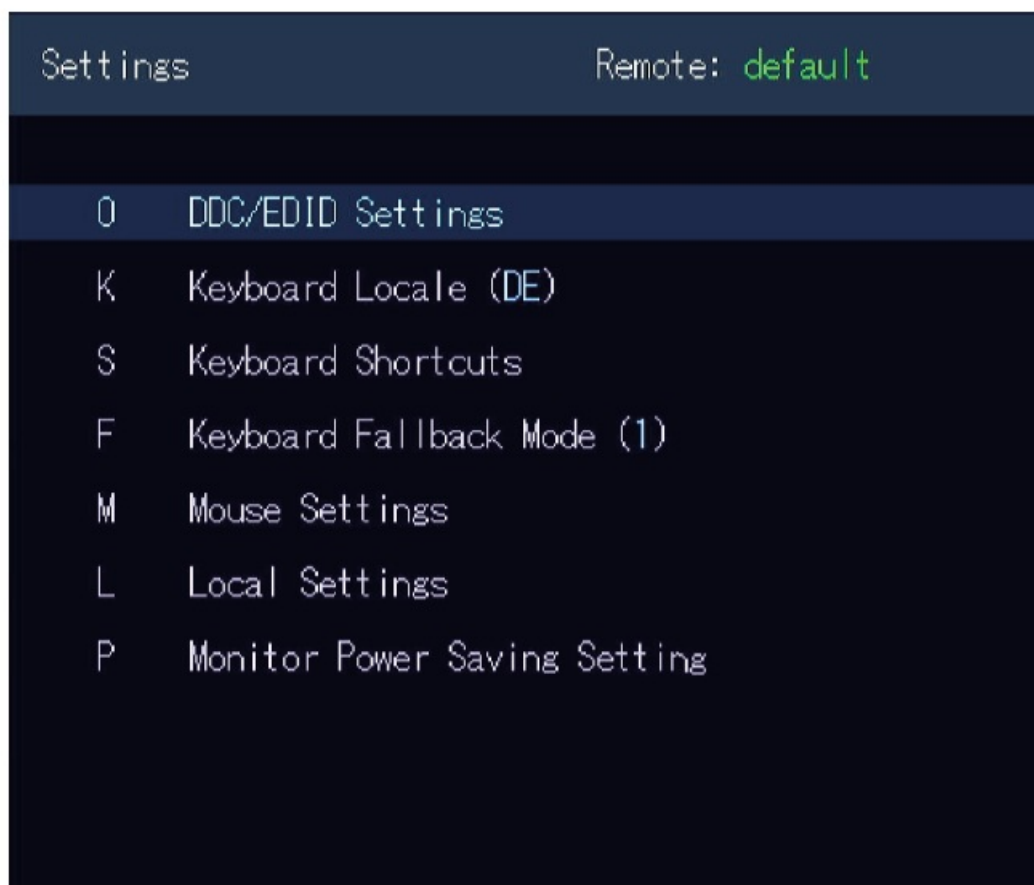 Settings Remote: default
O DDC/EDID Settings
K Keyboard Locale (DE)
S Keyboard Shortcuts
F Keyboard Fallback Mode (1)
M Mouse Settings
L Local Settings
P Monitor Power Saving Setting